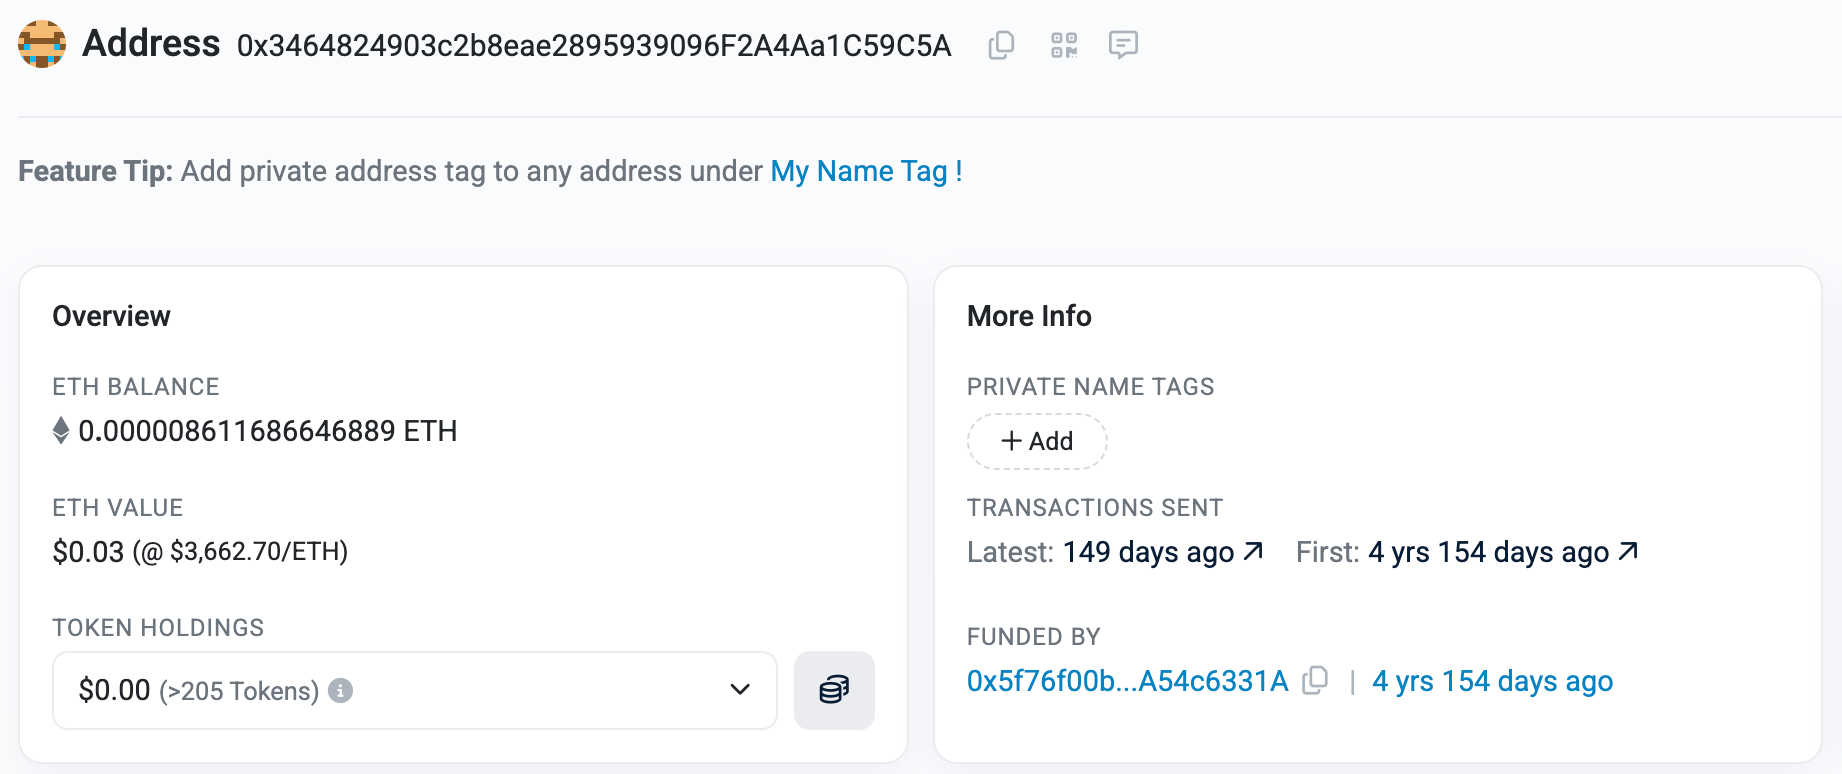 Address 0x3464824903c2b8eae2895939096F2A4Aa1C59C5A
Feature Tip: Add private address tag to any address under My Name Tag !
Overview
ETH BALANCE
0.000008611686646889 ETH
ETH VALUE
$0.03 (@ $3,662.70/ETH)
TOKEN HOLDINGS
$0.00 (>205 Tokens)
More Info
PRIVATE NAME TAGS
+ Add
TRANSACTIONS SENT
Latest: 149 days ago ↗ First: 4 yrs 154 days ago ↗
FUNDED BY
0x5f76f00b...A54c6331A | 4 yrs 154 days ago